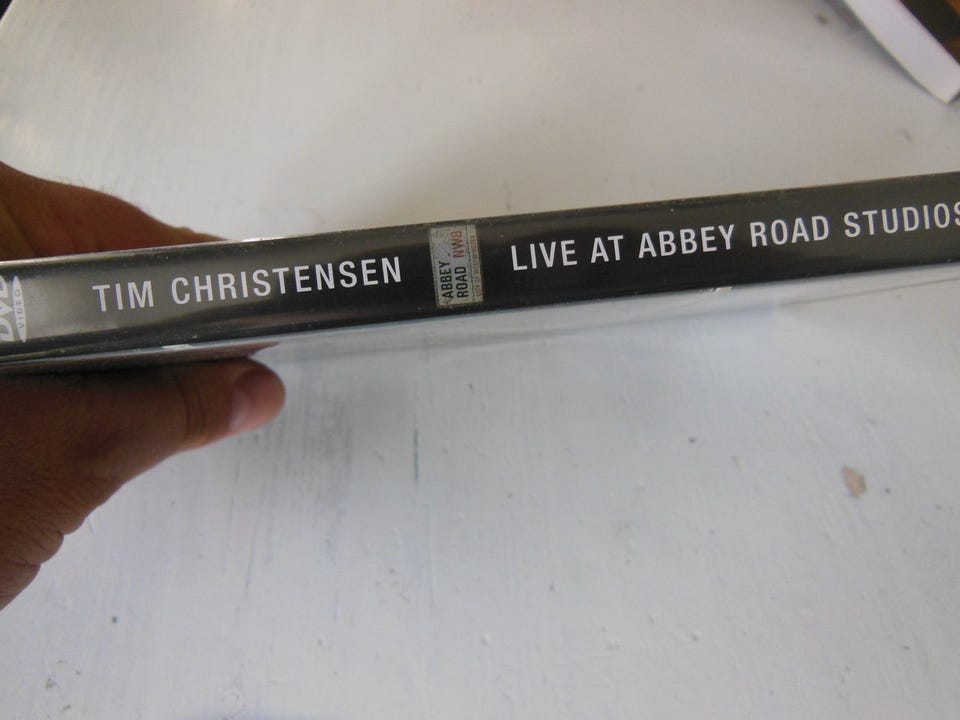 DVD
VIDEO
TIM CHRISTENSEN
ABBEY
ROAD NW8
LIVE AT ABBEY ROAD STUDIOS